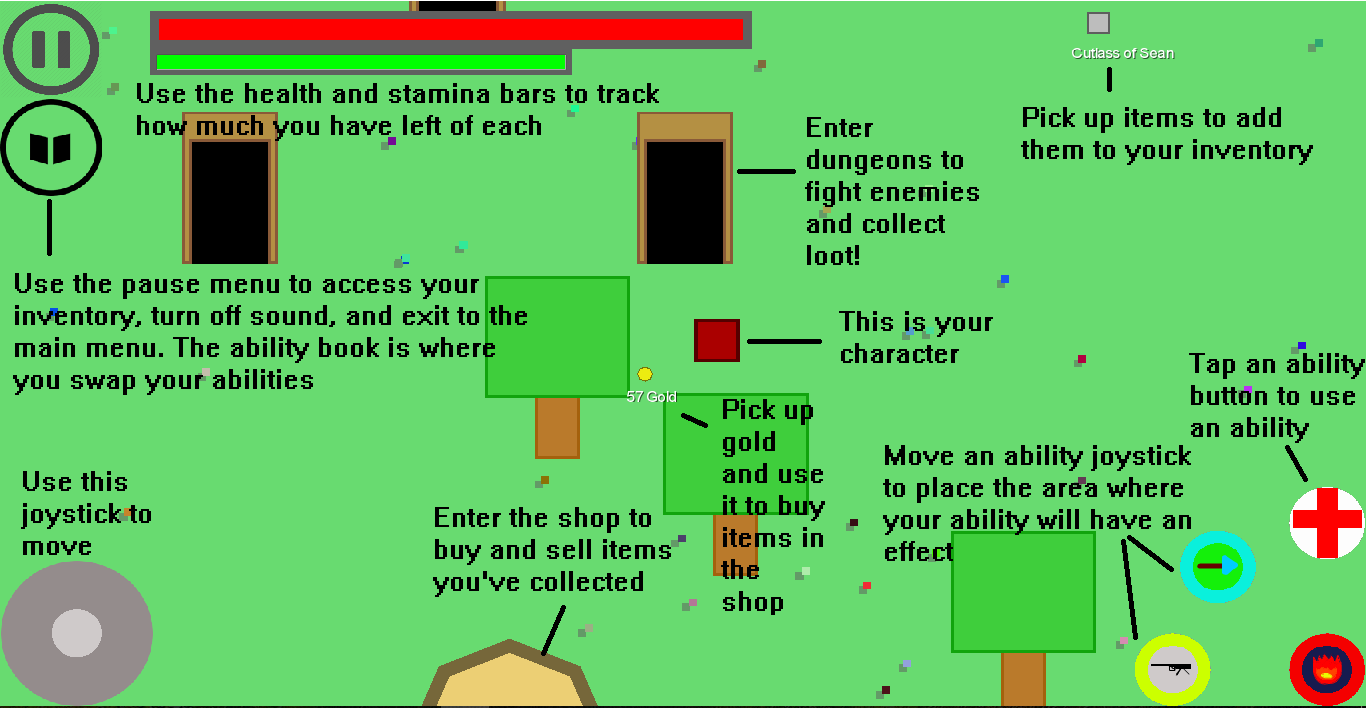 Use the health and stamina bars to track
how much you have left of each
Cutlass of Sean
Pick up items to add
them to your inventory
Enter
dungeons to
fight enemies
and collect
loot!
Use the pause menu to access your
inventory, turn off sound, and exit to the
main menu. The ability book is where
you swap your abilities
This is your
character
57 Gold
Pick up
gold
and use
it to buy
items in
the
shop
Tap an ability
button to use
an ability
Move an ability joystick
to place the area where
your ability will have an
effect
Use this
joystick to
move
Enter the shop to
buy and sell items
you've collected